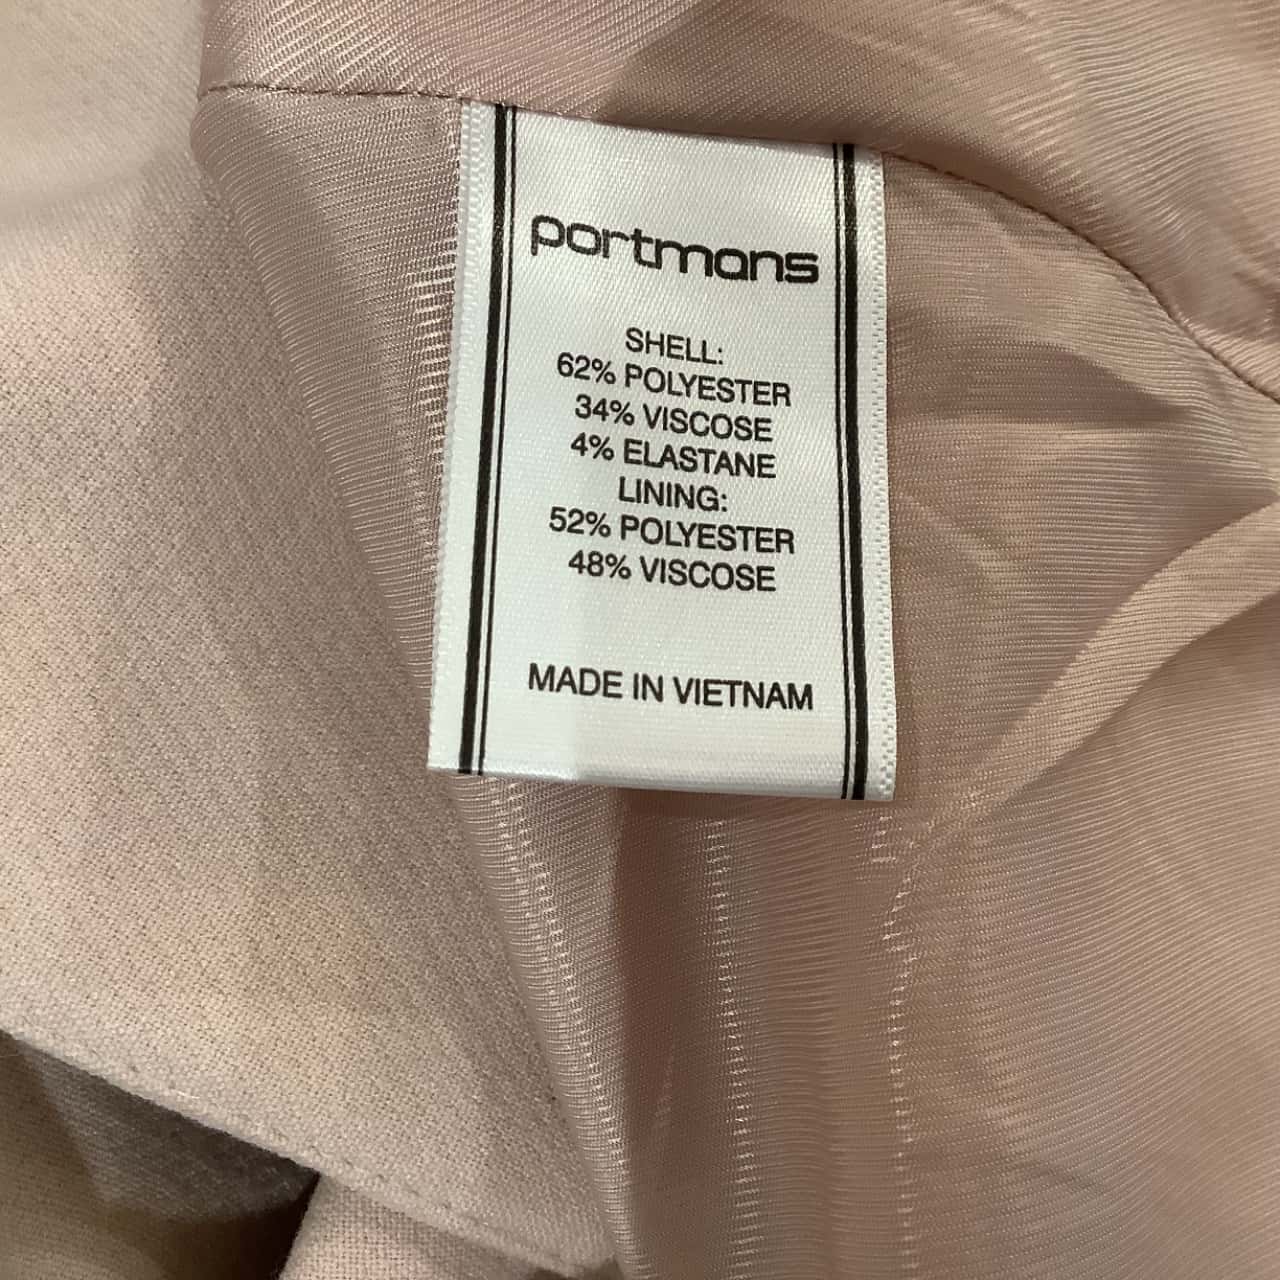 portmans
SHELL:
62% POLYESTER
34% VISCOSE
4% ELASTANE
LINING:
52% POLYESTER
48% VISCOSE
MADE IN VIETNAM